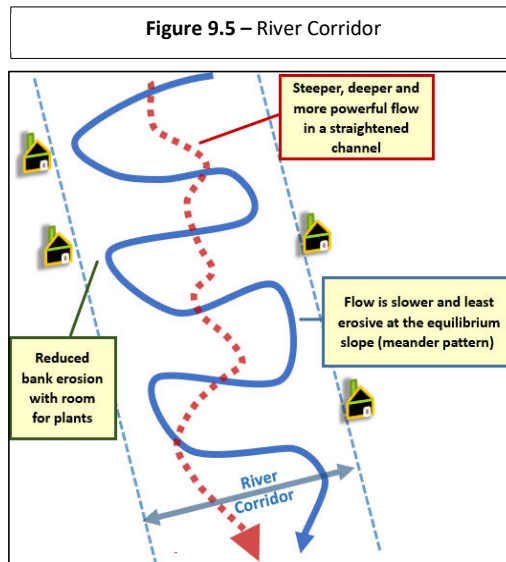 Figure 9.5 – River Corridor
Steeper, deeper and
more powerful flow
in a straightened
channel
Flow is slower and least
erosive at the equilibrium
slope (meander pattern)
Reduced
bank erosion
with room
for plants
River
Corridor